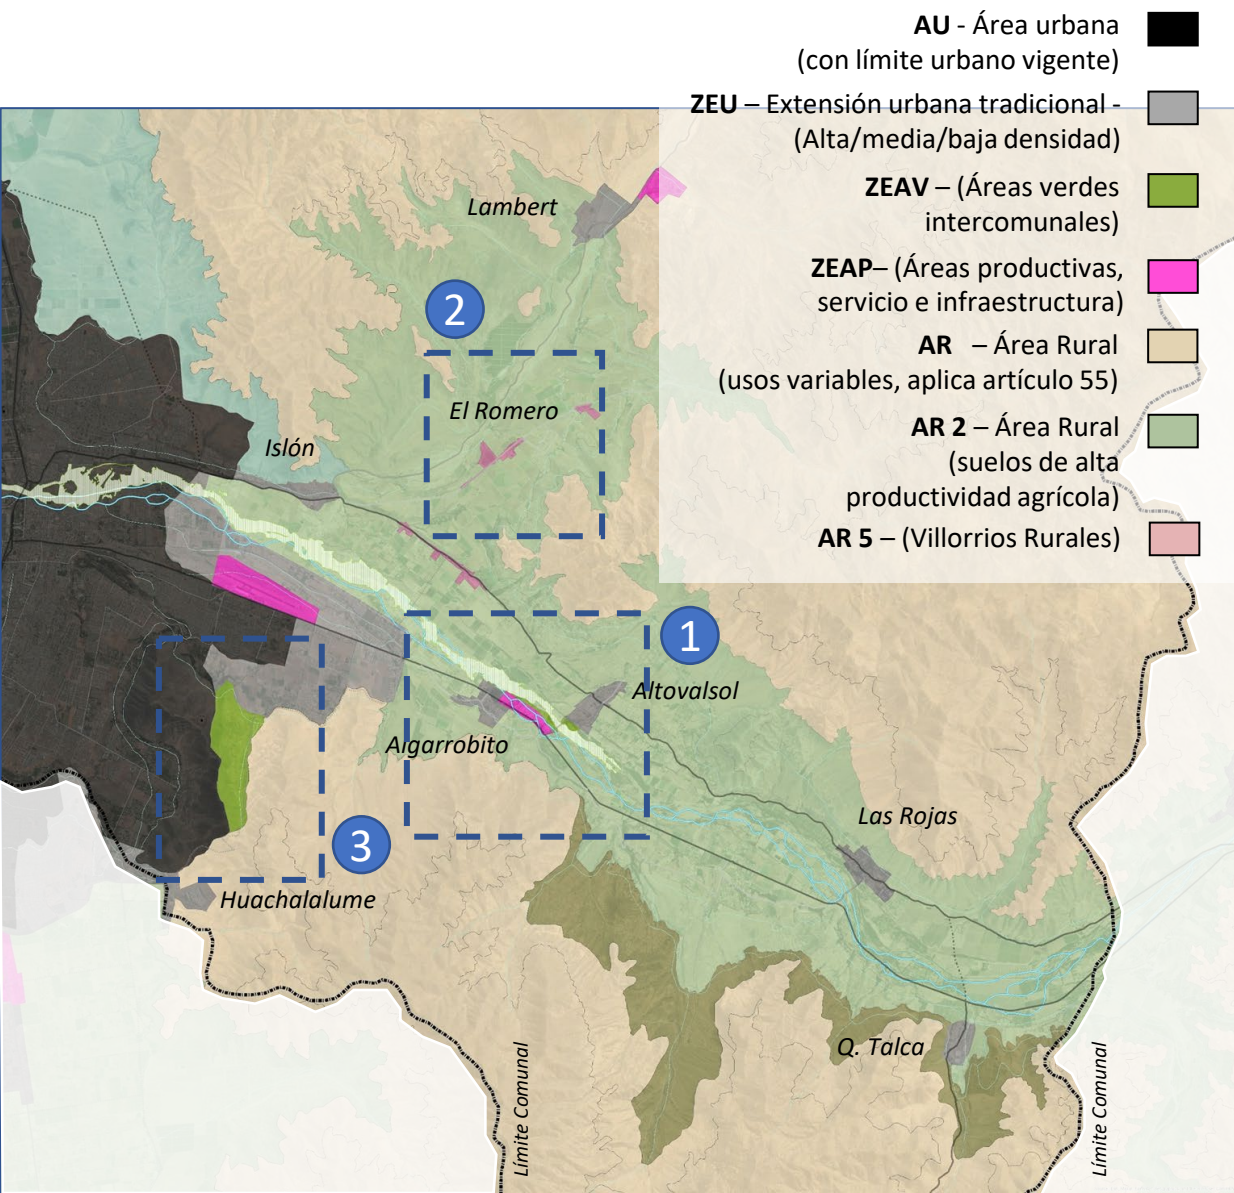 AU - Área urbana
(con límite urbano vigente)
ZEU – Extensión urbana tradicional -
(Alta/media/baja densidad)
ZEAV – (Áreas verdes
intercomunales)
ZEAP– (Áreas productivas,
servicio e infraestructura)
AR – Área Rural
(usos variables, aplica artículo 55)
AR 2 – Área Rural
(suelos de alta
productividad agrícola)
AR 5 – (Villorrios Rurales)
Lambert
2
El Romero
Islón
1
Altovalsol
Algarrobito
Las Rojas
3
Huachalalume
Q. Talca
Límite Comunal
Límite Comunal